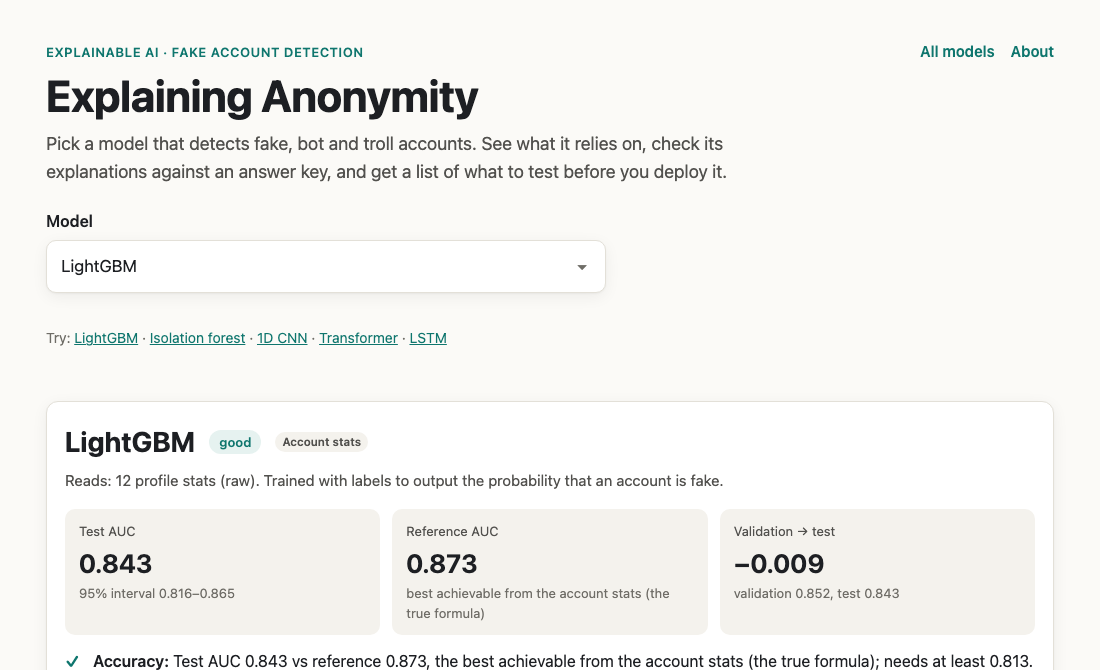 EXPLAINABLE AI · FAKE ACCOUNT DETECTION
All models
About
Explaining Anonymity
Pick a model that detects fake, bot and troll accounts. See what it relies on, check its
explanations against an answer key, and get a list of what to test before you deploy it.
Model
LightGBM
Try: LightGBM · Isolation forest · 1D CNN · Transformer · LSTM
LightGBM
good
Account stats
Reads: 12 profile stats (raw). Trained with labels to output the probability that an account is fake.
Test AUC
0.843
95% interval 0.816–0.865
Reference AUC
0.873
best achievable from the account stats (the
true formula)
Validation → test
−0.009
validation 0.852, test 0.843
Accuracy: Test AUC 0.843 vs reference 0.873, the best achievable from the account stats (the true formula); needs at least 0.813.